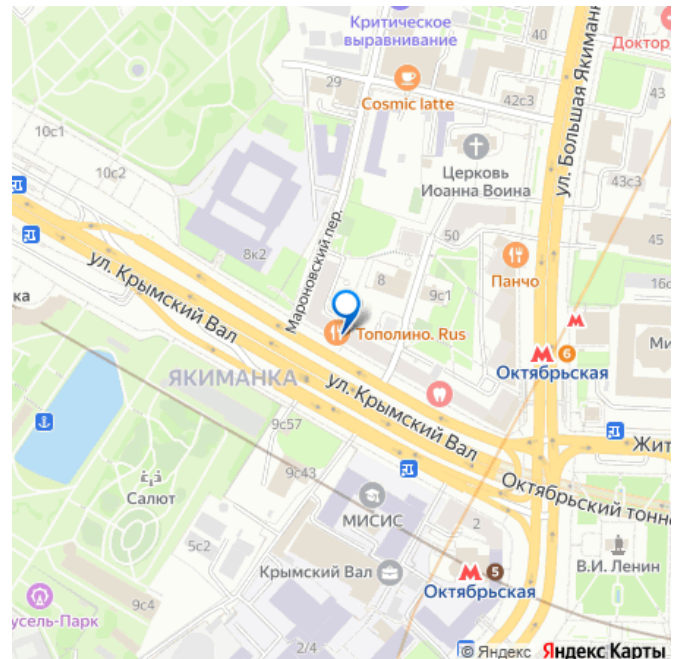 Критическое
выравнивание
40
ул. Большая Якиманка
Доктор
29
Cosmic latte
42с3
43
10с1
Церковь
Иоанна Воина
10с2
43с3
Мароновский пер.
50
45
8к2
8
Панчо
9с1
16с
ул. Крымский Вал
ка
Тополино. Rus
6
Ми
Октябрьская
ЯКИМАНКА
ул. Крымский Вал
Жит
9с57
Октябрьский тонне
9с43
Салют
МИСИС
2
5с2
Крымский Вал
5
В.И. Ленин
Октябрьская
9с4
усель-Парк
2/4
© Яндекс Яндекс Карты